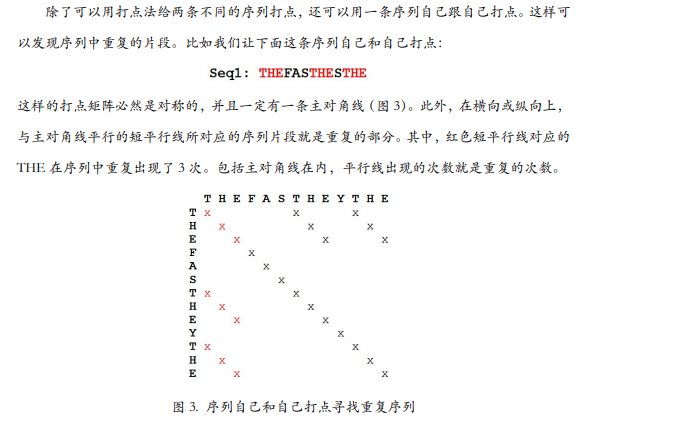 除了可以用打点法给两条不同的序列打点，还可以用一条序列自己跟自己打点。这样可
以发现序列中重复的片段。比如我们让下面这条序列自己和自己打点：
Seq1: THEFASTHESTHE
这样的打点矩阵必然是对称的，并且一定有一条主对角线（图 3）。此外，在横向或纵向上，
与主对角线平行的短平行线所对应的序列片段就是重复的部分。其中，红色短平行线对应的
THE 在序列中重复出现了 3 次。包括主对角线在内，平行线出现的次数就是重复的次数。
T H E F A S T H E Y T H E
T x x x
H x x x
E x x x
F x
A x
S x
T x x
H x x
E x x
Y x
T x x
H x x
E x x
图 3. 序列自己和自己打点寻找重复序列